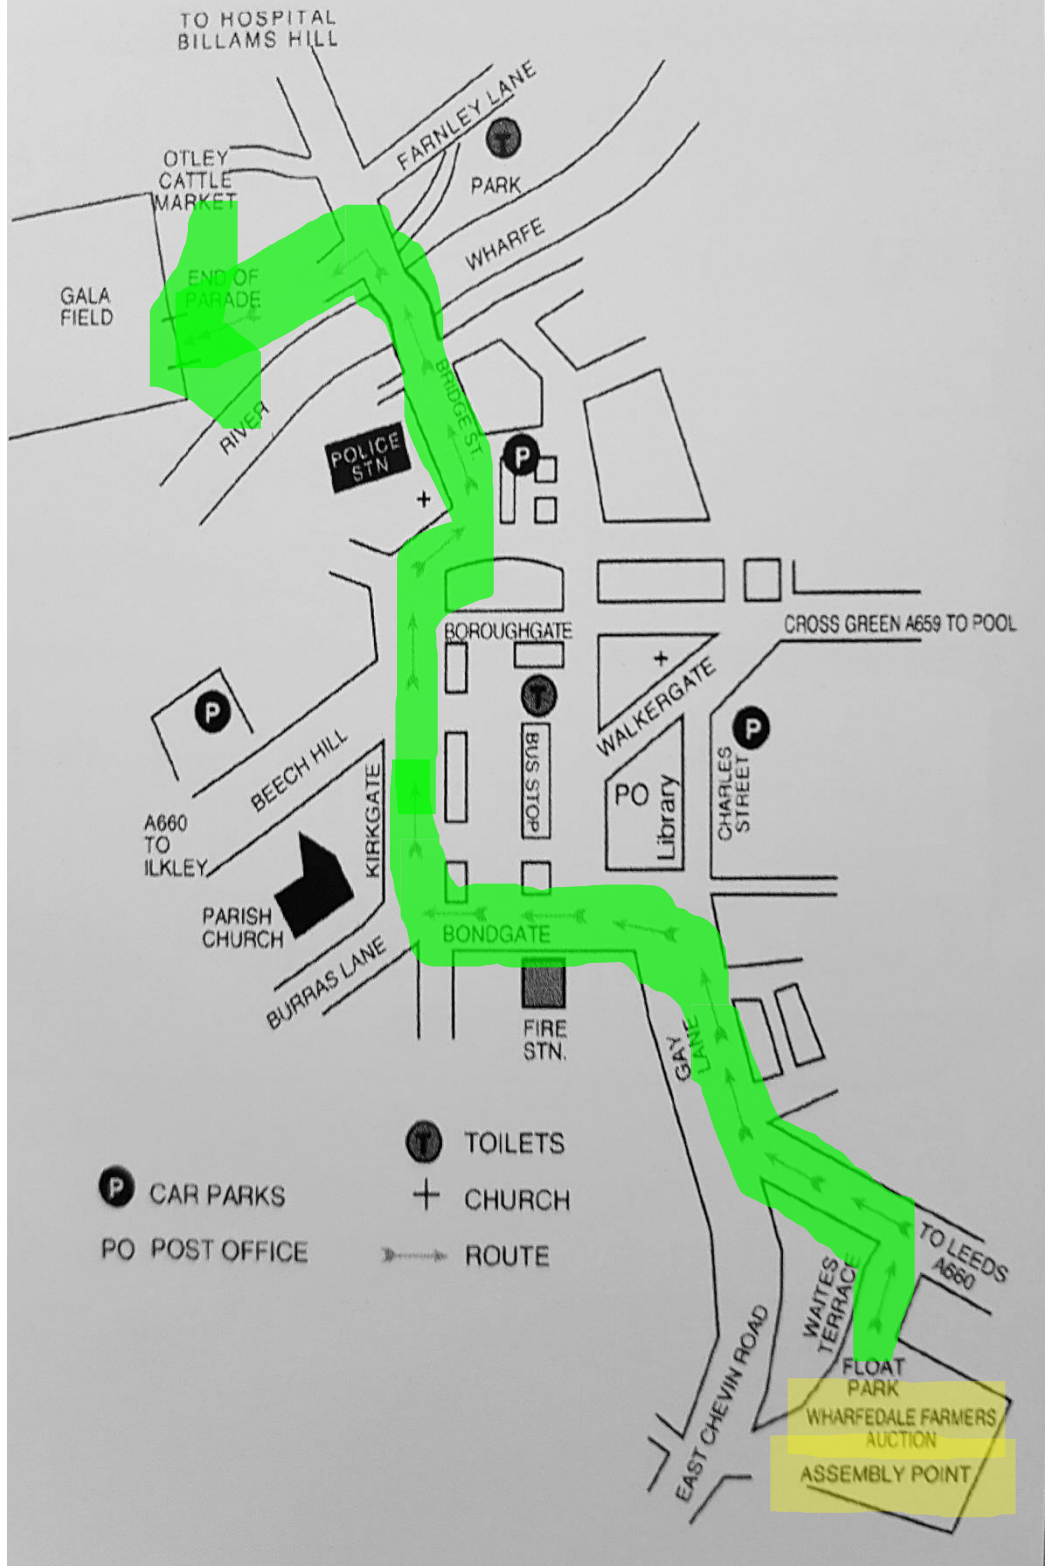 TO HOSPITAL
BILLAMS HILL
FARNLEY LANE
T
OTLEY
CATTLE
MARKET
PARK
WHARFE
END OF
PARADE
GALA
FIELD
BRIDGE ST.
RIVER
POLICE
STN
P
BOROUGHGATE
CROSS GREEN A659 TO POOL
T
WALKERGATE
P
P
BEECH HILL
BUS STOP
PO
Library
CHARLES
STREET
KIRKGATE
A660
TO
ILKLEY
PARISH
CHURCH
BONDGATE
BURRAS LANE
FIRE
STN.
GAY
LANE
T TOILETS
P CAR PARKS
CHURCH
PO POST OFFICE
ROUTE
TO LEEDS
A660
WAITES
TERRACE
EAST CHEVIN ROAD
FLOAT
PARK
WHARFEDALE FARMERS
AUCTION
ASSEMBLY POINT